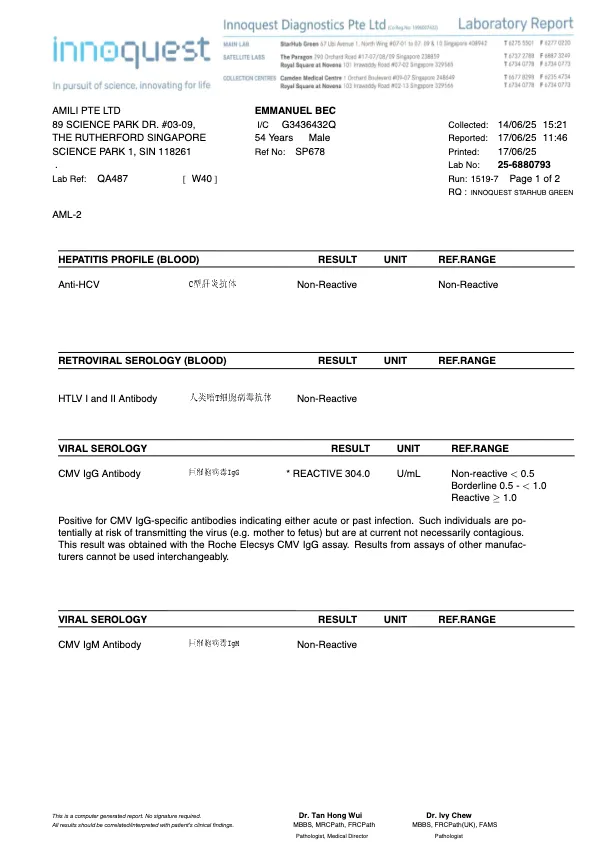 Innoquest Diagnostics Pte Ltd (Co Reg No: 199007622) Laboratory Report
innoquest
In pursuit of science, innovating for life
MAIN LAB StarHub Green 67 Ubi Avenue 1, North Wing #07-01 to 07-09 & 10 Singapore 408942 T 6275 5501 F 6277 0220
SATELLITE LABS The Paragon 290 Orchard Road #17-07/08/09 Singapore 238859 T 6737 2788 F 6887 3249
Royal Square at Novena 101 Irrawaddy Road #07-02 Singapore 329565 T 6734 0778 F 6734 0773
COLLECTION CENTRES Camden Medical Centre 1 Orchard Boulevard #09-02 Singapore 248649
Royal Square at Novena 102 Irrawaddy Road #02-13 Singapore 329565 T 6734 0778 F 6734 0773
AMILI PTE LTD
89 SCIENCE PARK DR. #03-09,
THE RUTHERFORD SINGAPORE
SCIENCE PARK 1, SIN 118261
.
Lab Ref: QA487 [ W40 ]
EMMANUEL BEC
I/C G3436432Q
54 Years Male
Ref No: SP678
Collected: 14/06/25 15:21
Reported: 17/06/25 11:46
Printed: 17/06/25
Lab No: 25-6880793
Run: 1519-7 Page 1 of 2
RQ : INNOQUEST STARHUB GREEN
AML-2
HEPATITIS PROFILE (BLOOD) RESULT UNIT REF.RANGE
Anti-HCV C型肝炎抗体 Non-Reactive Non-Reactive
RETROVIRAL SEROLOGY (BLOOD) RESULT UNIT REF.RANGE
HTLV I and II Antibody 人类嗜T细胞病毒抗体 Non-Reactive
VIRAL SEROLOGY RESULT UNIT REF.RANGE
CMV IgG Antibody 巨细胞病毒IgG * REACTIVE 304.0 U/mL Non-reactive < 0.5
Borderline 0.5 - < 1.0
Reactive ≥ 1.0
Positive for CMV IgG-specific antibodies indicating either acute or past infection. Such individuals are po-
tentially at risk of transmitting the virus (e.g. mother to fetus) but are at current not necessarily contagious.
This result was obtained with the Roche Elecsys CMV IgG assay. Results from assays of other manufac-
turers cannot be used interchangeably.
VIRAL SEROLOGY RESULT UNIT REF.RANGE
CMV IgM Antibody 巨细胞病毒IgM Non-Reactive
This is a computer generated report. No signature required.
All results should be correlated/interpreted with patient's clinical findings.
Dr. Tan Hong Wui
MBBS, MRCPath, FRCPath
Pathologist, Medical Director
Dr. Ivy Chew
MBBS, FRCPath(UK), FAMS
Pathologist